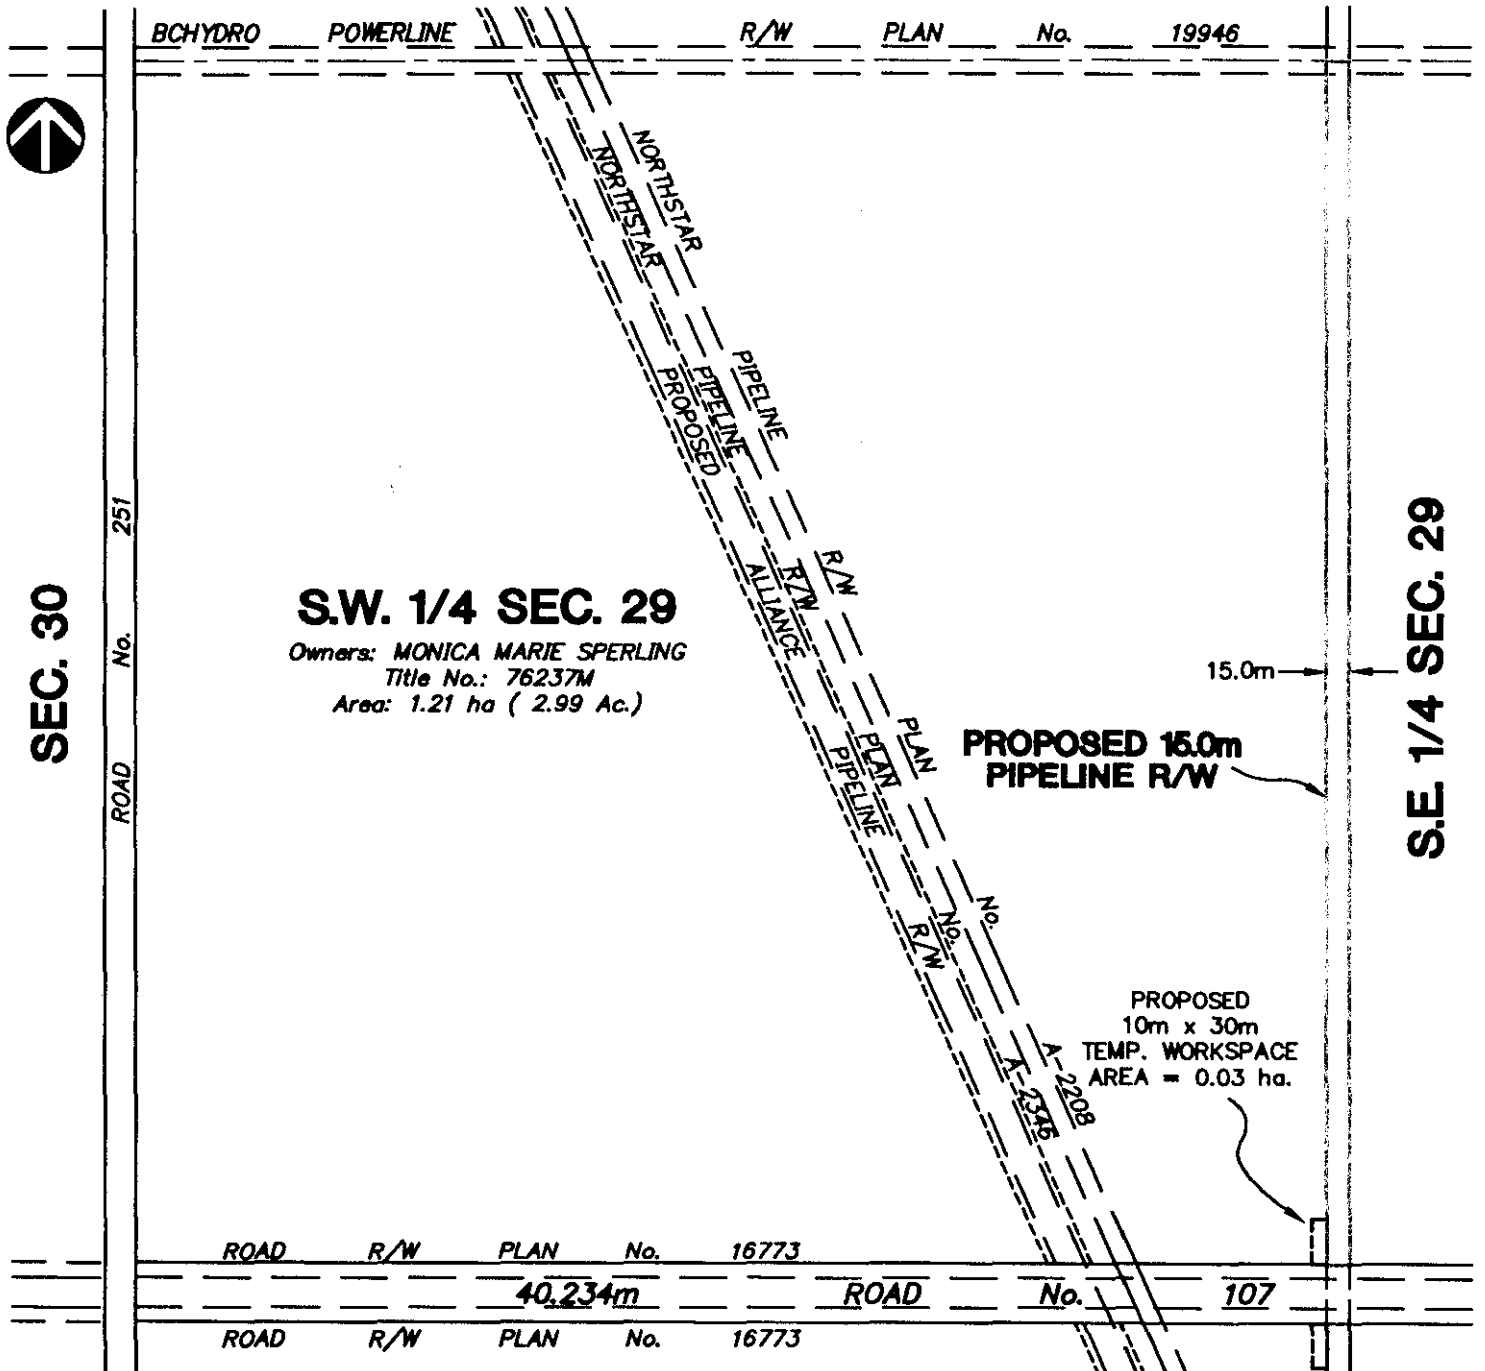 BCHYDRO POWERLINE R/W PLAN No. 19946
NORTHSTAR PIPELINE R/W PLAN No. A-2208
NORTHSTAR PIPELINE R/W PLAN No. A-2346
PROPOSED ALLIANCE PIPELINE R/W
SEC. 30
ROAD No. 251
S.W. 1/4 SEC. 29
Owners: MONICA MARIE SPERLING
Title No.: 76237M
Area: 1.21 ha ( 2.99 Ac.)
S.E. 1/4 SEC. 29
15.0m
PROPOSED 15.0m
PIPELINE R/W
PROPOSED
10m x 30m
TEMP. WORKSPACE
AREA = 0.03 ha.
ROAD R/W PLAN No. 16773
40.234m ROAD No. 107
ROAD R/W PLAN No. 16773